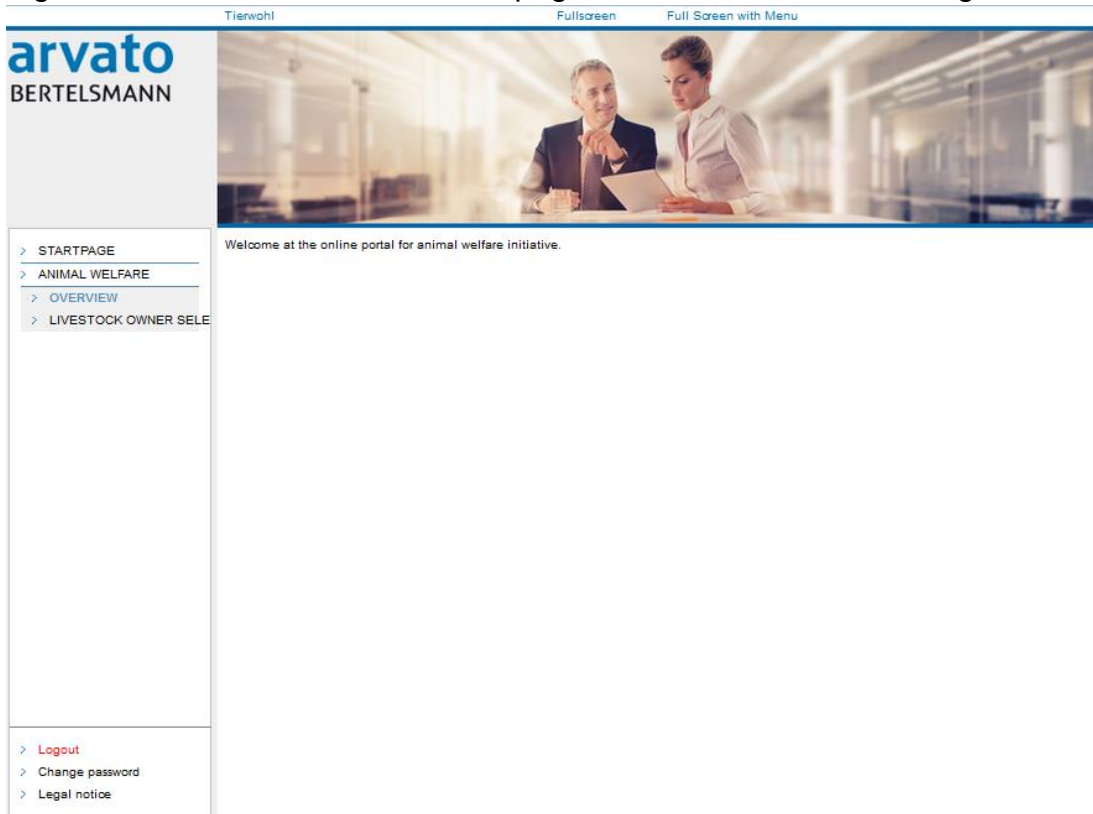 Tierwohl Fullscreen Full Screen with Menu
arvato
BERTELSMANN
Welcome at the online portal for animal welfare initiative.
> STARTPAGE
> ANIMAL WELFARE
> OVERVIEW
> LIVESTOCK OWNER SELE
> Logout
> Change password
> Legal notice